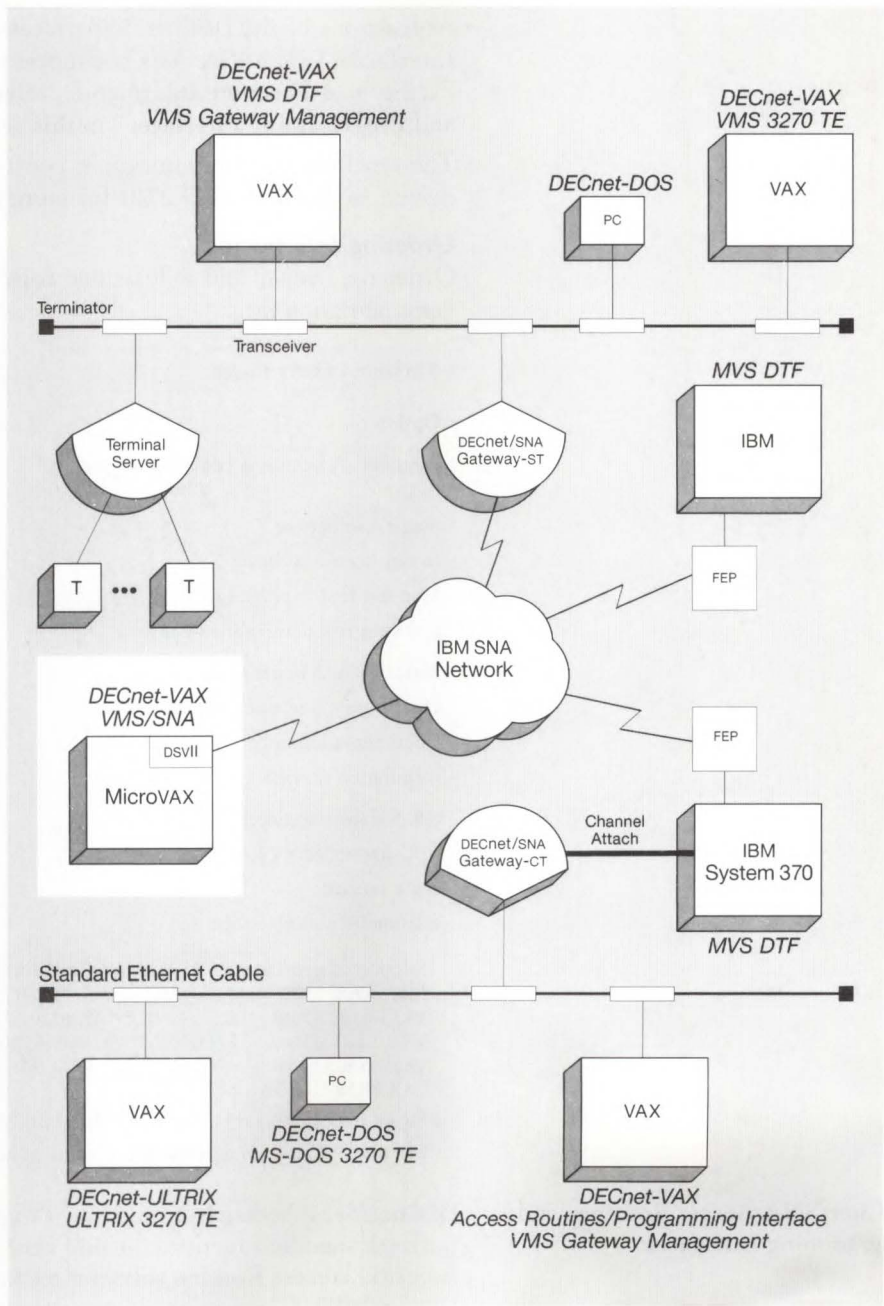 DECnet-VAX
VMS DTF
VMS Gateway Management
VAX
DECnet-DOS
PC
DECnet-VAX
VMS 3270 TE
VAX
Terminator
Transceiver
Terminal
Server
T
•••
T
DECnet/SNA
Gateway-ST
MVS DTF
IBM
FEP
IBM SNA
Network
DECnet-VAX
VMS/SNA
DSVII
MicroVAX
FEP
DECnet/SNA
Gateway-CT
Channel
Attach
IBM
System 370
MVS DTF
Standard Ethernet Cable
VAX
DECnet-ULTRIX
ULTRIX 3270 TE
PC
DECnet-DOS
MS-DOS 3270 TE
VAX
DECnet-VAX
Access Routines/Programming Interface
VMS Gateway Management